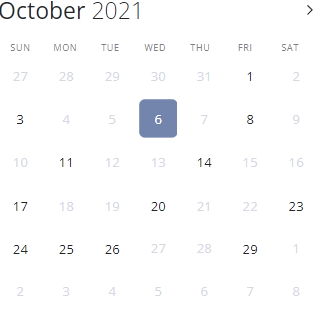 October 2021
SUN MON TUE WED THU FRI SAT
27 28 29 30 31 1 2
3 4 5 6 7 8 9
10 11 12 13 14 15 16
17 18 19 20 21 22 23
24 25 26 27 28 29 1
2 3 4 5 6 7 8